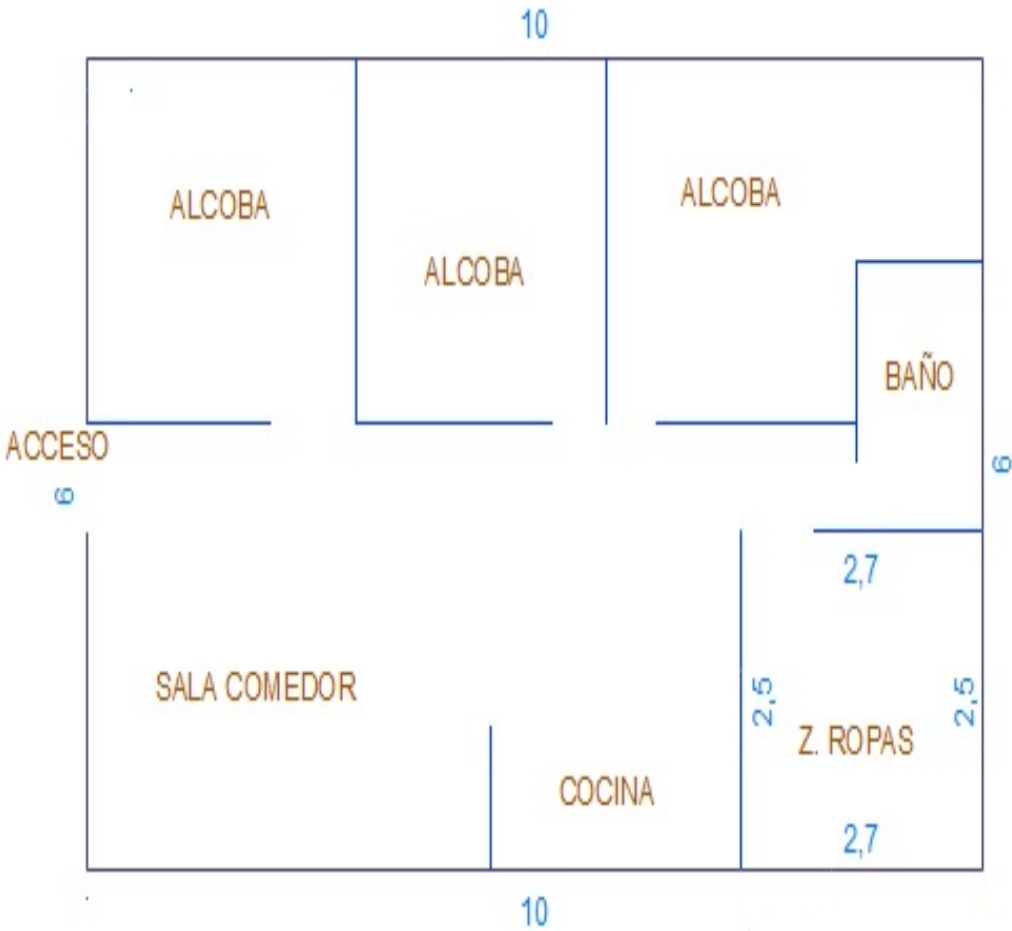 10
ALCOBA
ALCOBA
ALCOBA
BAÑO
ACCESO
6
6
2,7
SALA COMEDOR
2,5
2,5
Z. ROPAS
COCINA
2,7
10